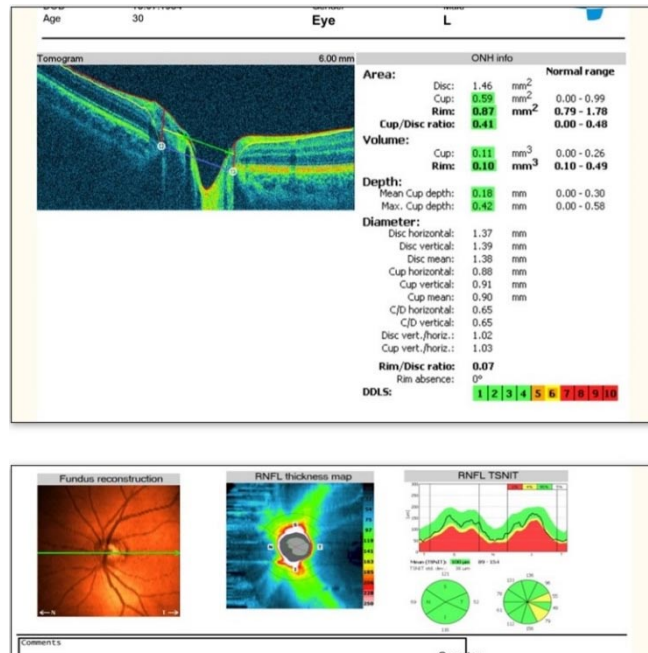 Age 30 Eye L
Tomogram 6.00 mm
ONH info
Normal range
Area:
Disc: 1.46 mm2
Cup: 0.59 mm2 0.00 - 0.99
Rim: 0.87 mm2 0.79 - 1.78
Cup/Disc ratio: 0.41 0.00 - 0.48
Volume:
Cup: 0.11 mm3 0.00 - 0.26
Rim: 0.10 mm3 0.10 - 0.49
Depth:
Mean Cup depth: 0.18 mm 0.00 - 0.30
Max. Cup depth: 0.42 mm 0.00 - 0.58
Diameter:
Disc horizontal: 1.37 mm
Disc vertical: 1.39 mm
Disc mean: 1.38 mm
Cup horizontal: 0.88 mm
Cup vertical: 0.91 mm
Cup mean: 0.90 mm
C/D horizontal: 0.65
C/D vertical: 0.65
Disc vert./horiz.: 1.02
Cup vert./horiz.: 1.03
Rim/Disc ratio: 0.07
Rim absence: 0°
DDLS: 1 2 3 4 5 6 7 8 9 10
Fundus reconstruction
RNFL thickness map
RNFL TSNIT
Mean (TSNIT):
Comments